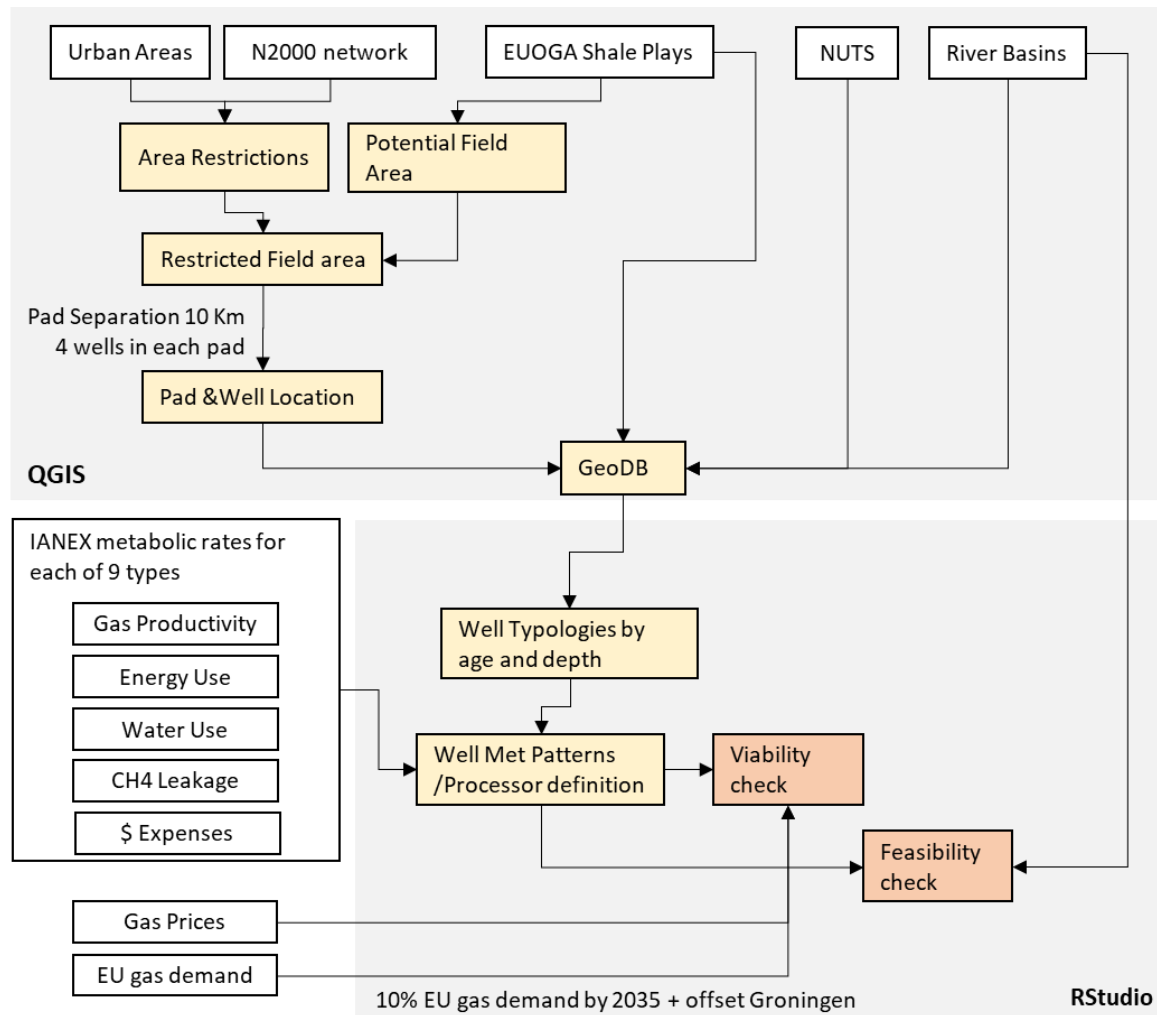 Urban Areas
N2000 network
EUOGA Shale Plays
NUTS
River Basins
Area Restrictions
Potential Field
Area
Restricted Field area
Pad Separation 10 Km
4 wells in each pad
Pad &Well Location
GeoDB
QGIS
IANEX metabolic rates for
each of 9 types
Gas Productivity
Energy Use
Water Use
CH4 Leakage
$ Expenses
Well Typologies by
age and depth
Well Met Patterns
/Processor definition
Viability
check
Feasibility
check
Gas Prices
EU gas demand
10% EU gas demand by 2035 + offset Groningen
RStudio